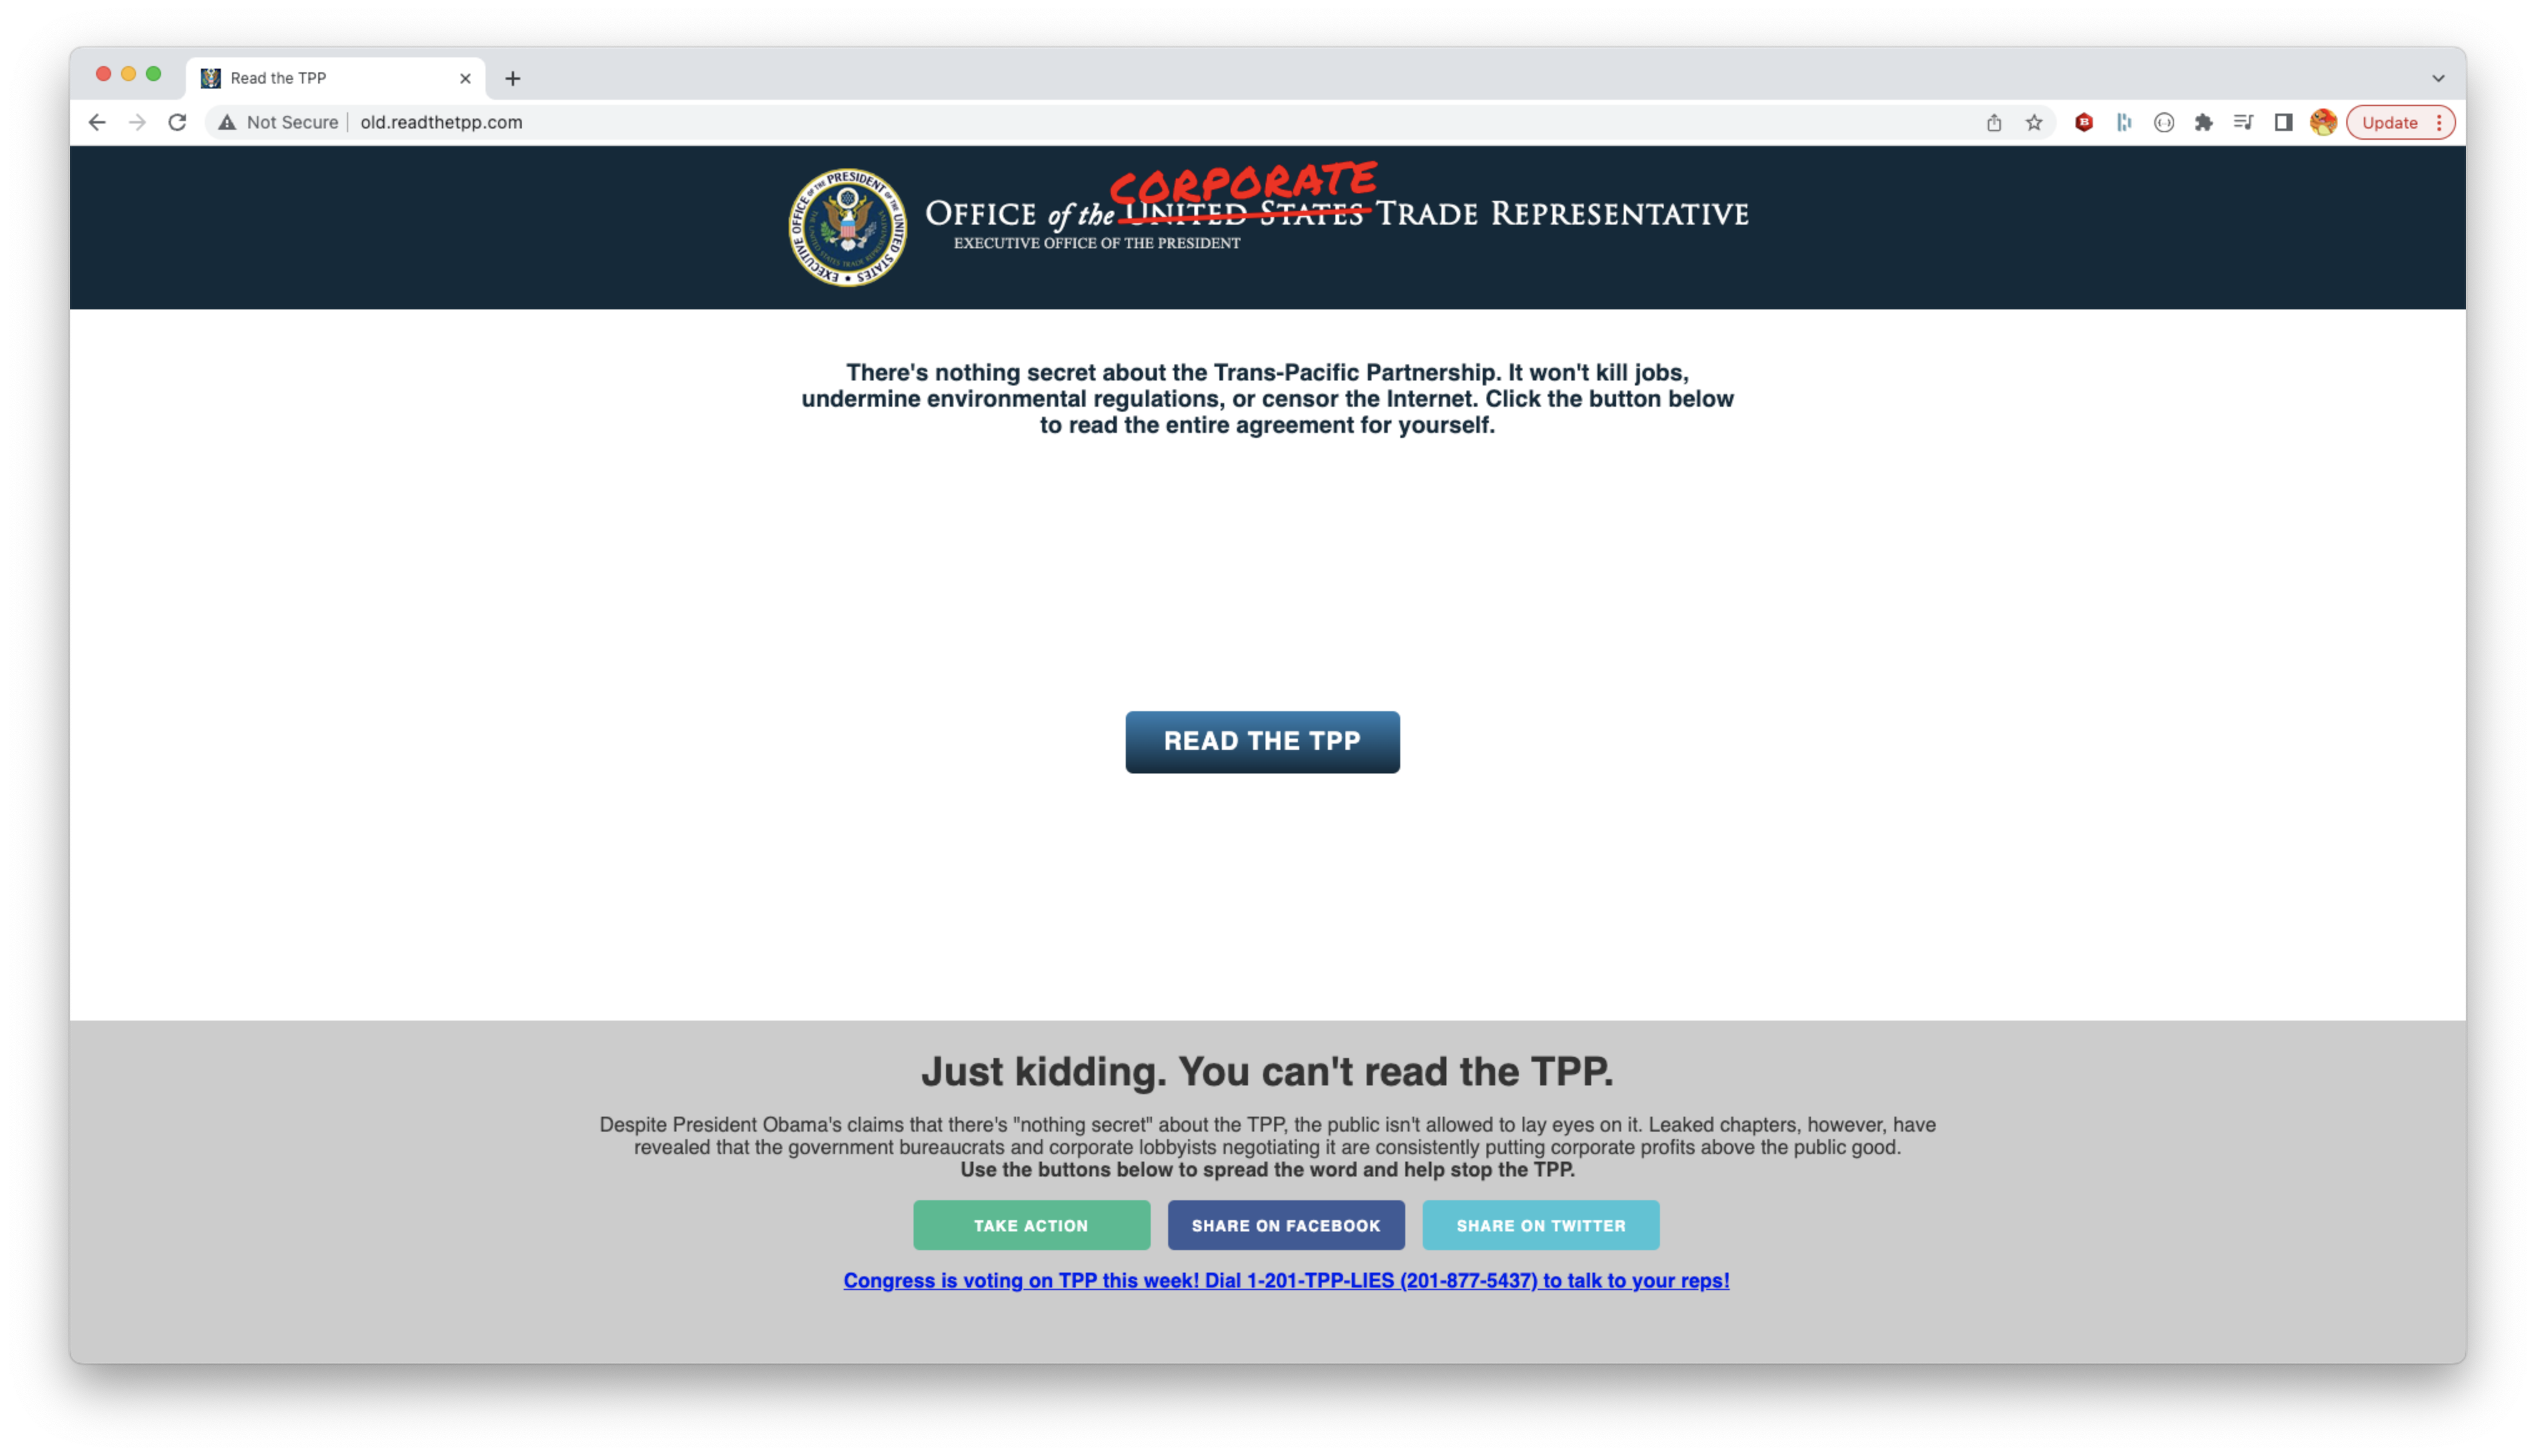 Read the TPP
Not Secure
old.readthetpp.com
Update
EXECUTIVE OFFICE OF THE PRESIDENT OF THE UNITED STATES
CORPORATE
OFFICE of the UNITED STATES TRADE REPRESENTATIVE
EXECUTIVE OFFICE OF THE PRESIDENT
There's nothing secret about the Trans-Pacific Partnership. It won't kill jobs,
undermine environmental regulations, or censor the Internet. Click the button below
to read the entire agreement for yourself.
READ THE TPP
Just kidding. You can't read the TPP.
Despite President Obama's claims that there's "nothing secret" about the TPP, the public isn't allowed to lay eyes on it. Leaked chapters, however, have
revealed that the government bureaucrats and corporate lobbyists negotiating it are consistently putting corporate profits above the public good.
Use the buttons below to spread the word and help stop the TPP.
TAKE ACTION
SHARE ON FACEBOOK
SHARE ON TWITTER
Congress is voting on TPP this week! Dial 1-201-TPP-LIES (201-877-5437) to talk to your reps!